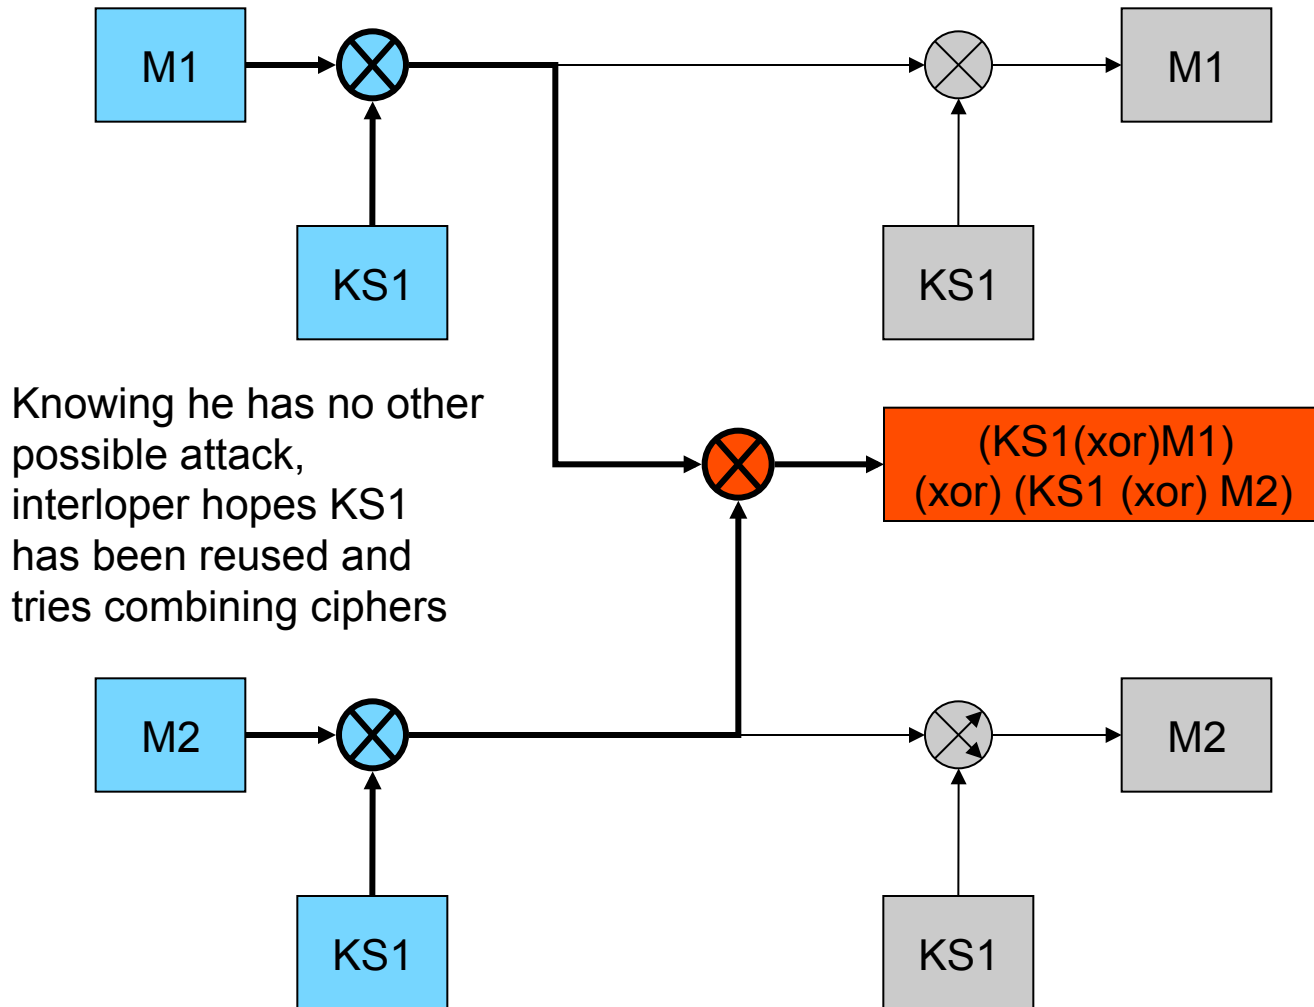 M1
M1
KS1
KS1
Knowing he has no other
possible attack,
interloper hopes KS1
has been reused and
tries combining ciphers
(KS1(xor)M1)
(xor) (KS1 (xor) M2)
M2
M2
KS1
KS1